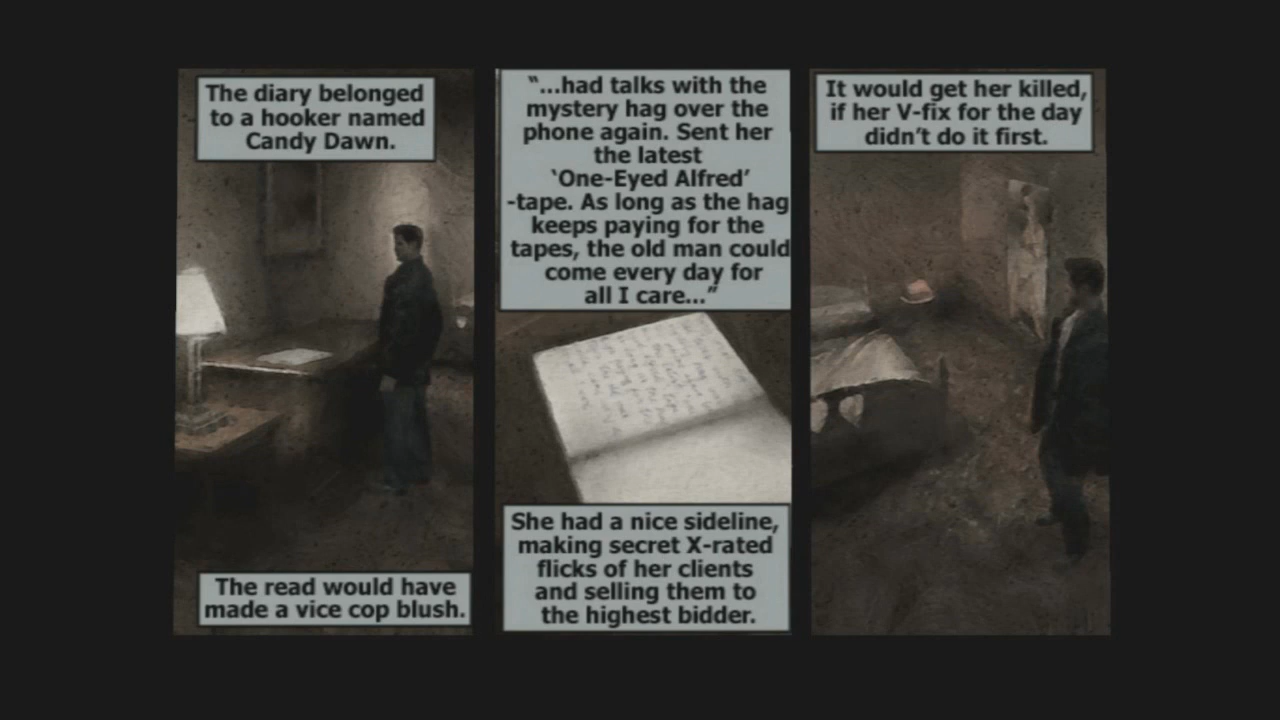 The diary belonged
to a hooker named
Candy Dawn.
The read would have
made a vice cop blush.
“...had talks with the
mystery hag over the
phone again. Sent her
the latest
‘One-Eyed Alfred’
-tape. As long as the hag
keeps paying for the
tapes, the old man could
come every day for
all I care...”
She had a nice sideline,
making secret X-rated
flicks of her clients
and selling them to
the highest bidder.
It would get her killed,
if her V-fix for the day
didn’t do it first.